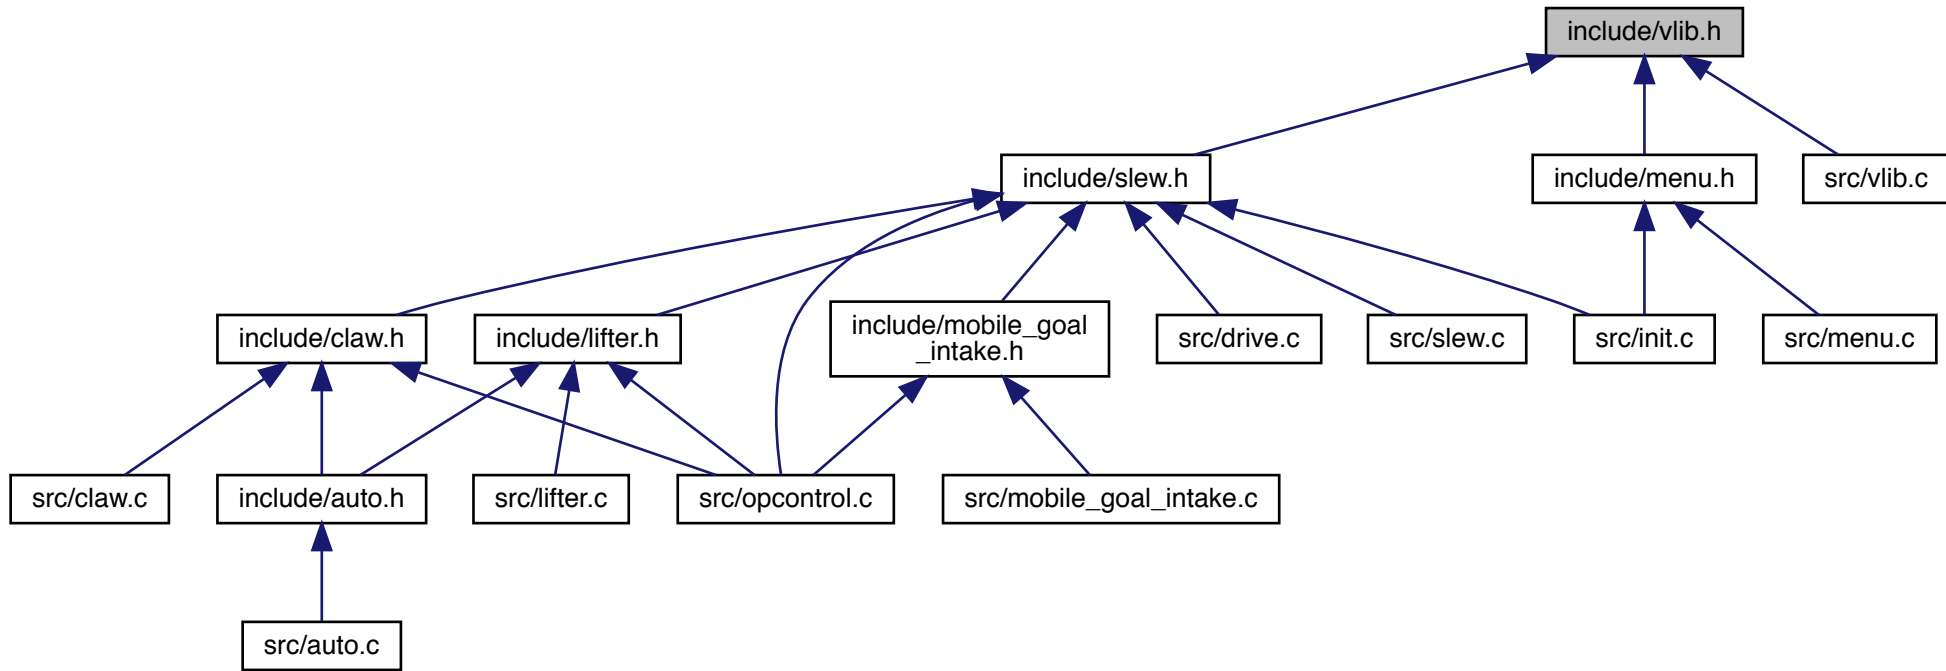 include/vlib.h
include/slew.h
include/menu.h
src/vlib.c
include/claw.h
include/lifter.h
include/mobile_goal
_intake.h
src/drive.c
src/slew.c
src/init.c
src/menu.c
src/claw.c
include/auto.h
src/lifter.c
src/opcontrol.c
src/mobile_goal_intake.c
src/auto.c